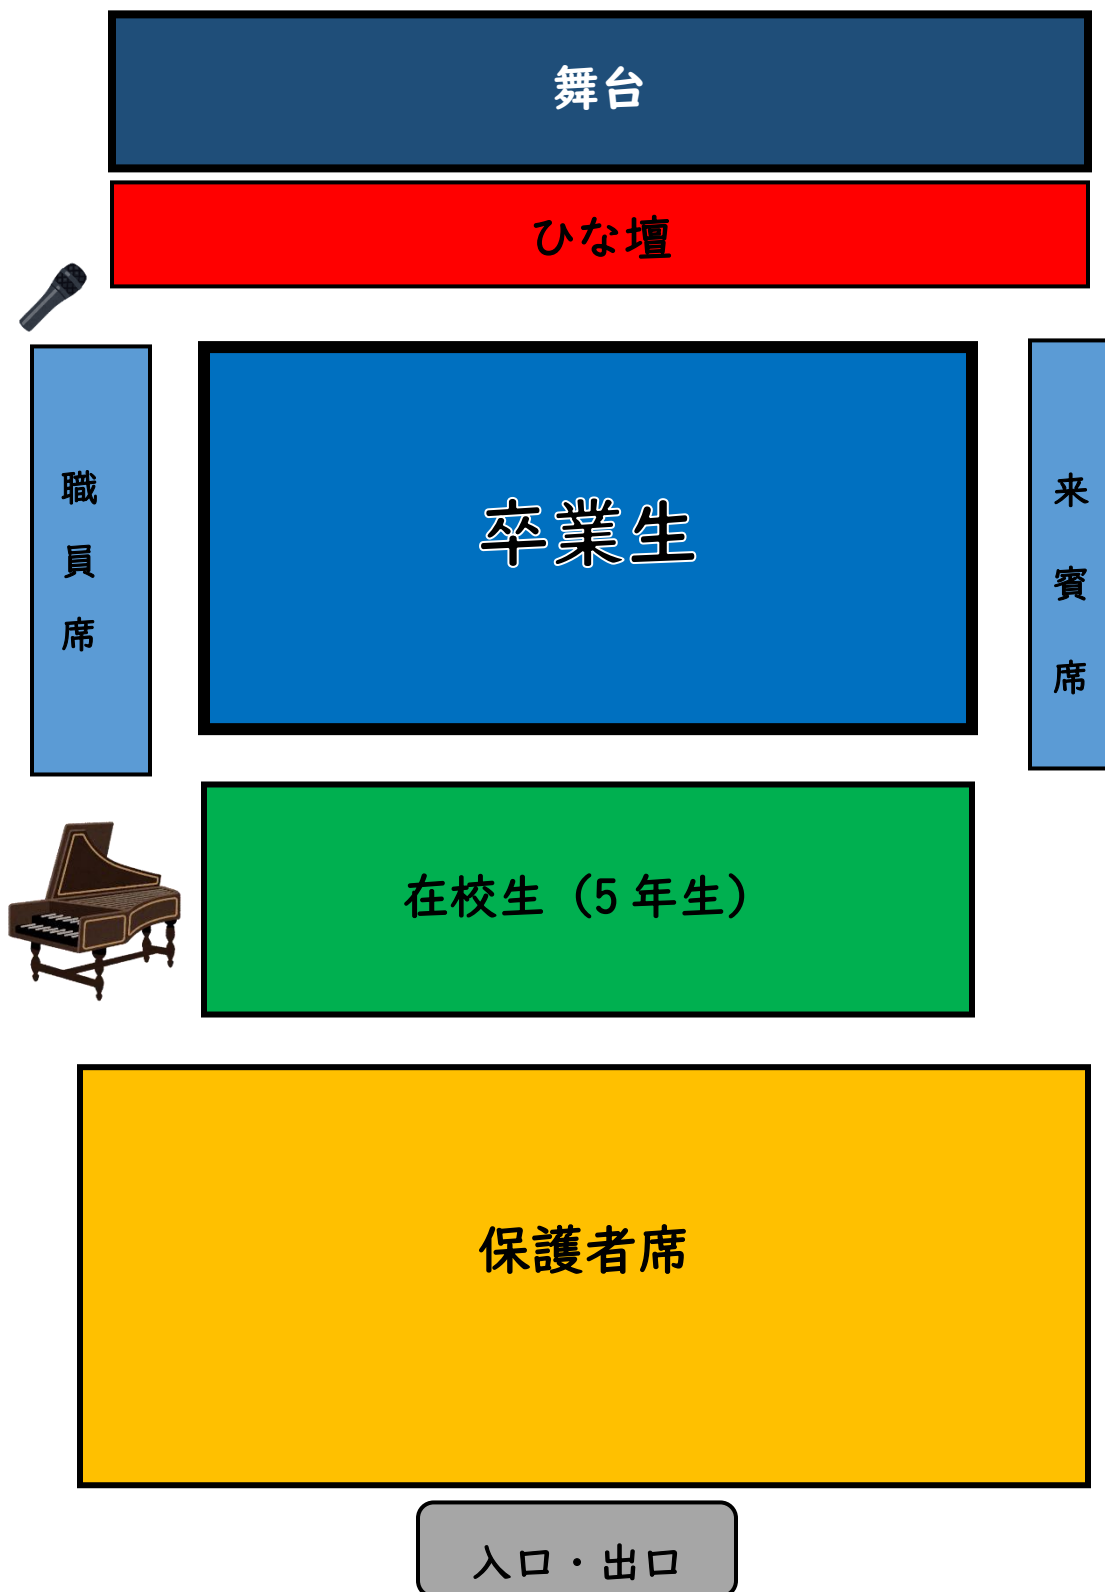 舞台
ひな壇
職員席
卒業生
来賓席
在校生（5年生）
保護者席
入口・出口